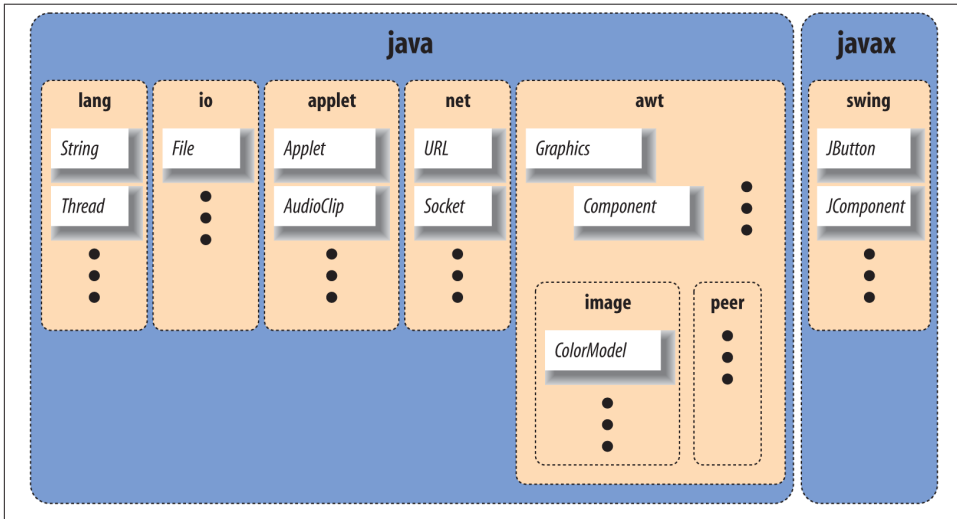 java
javax
lang
io
applet
net
awt
swing
String
File
Applet
URL
Graphics
JButton
Thread
AudioClip
Socket
Component
JComponent
image
peer
ColorModel